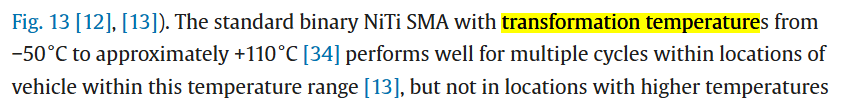 Fig. 13 [12], [13]). The standard binary NiTi SMA with transformation temperatures from
−50°C to approximately +110°C [34] performs well for multiple cycles within locations of
vehicle within this temperature range [13], but not in locations with higher temperatures